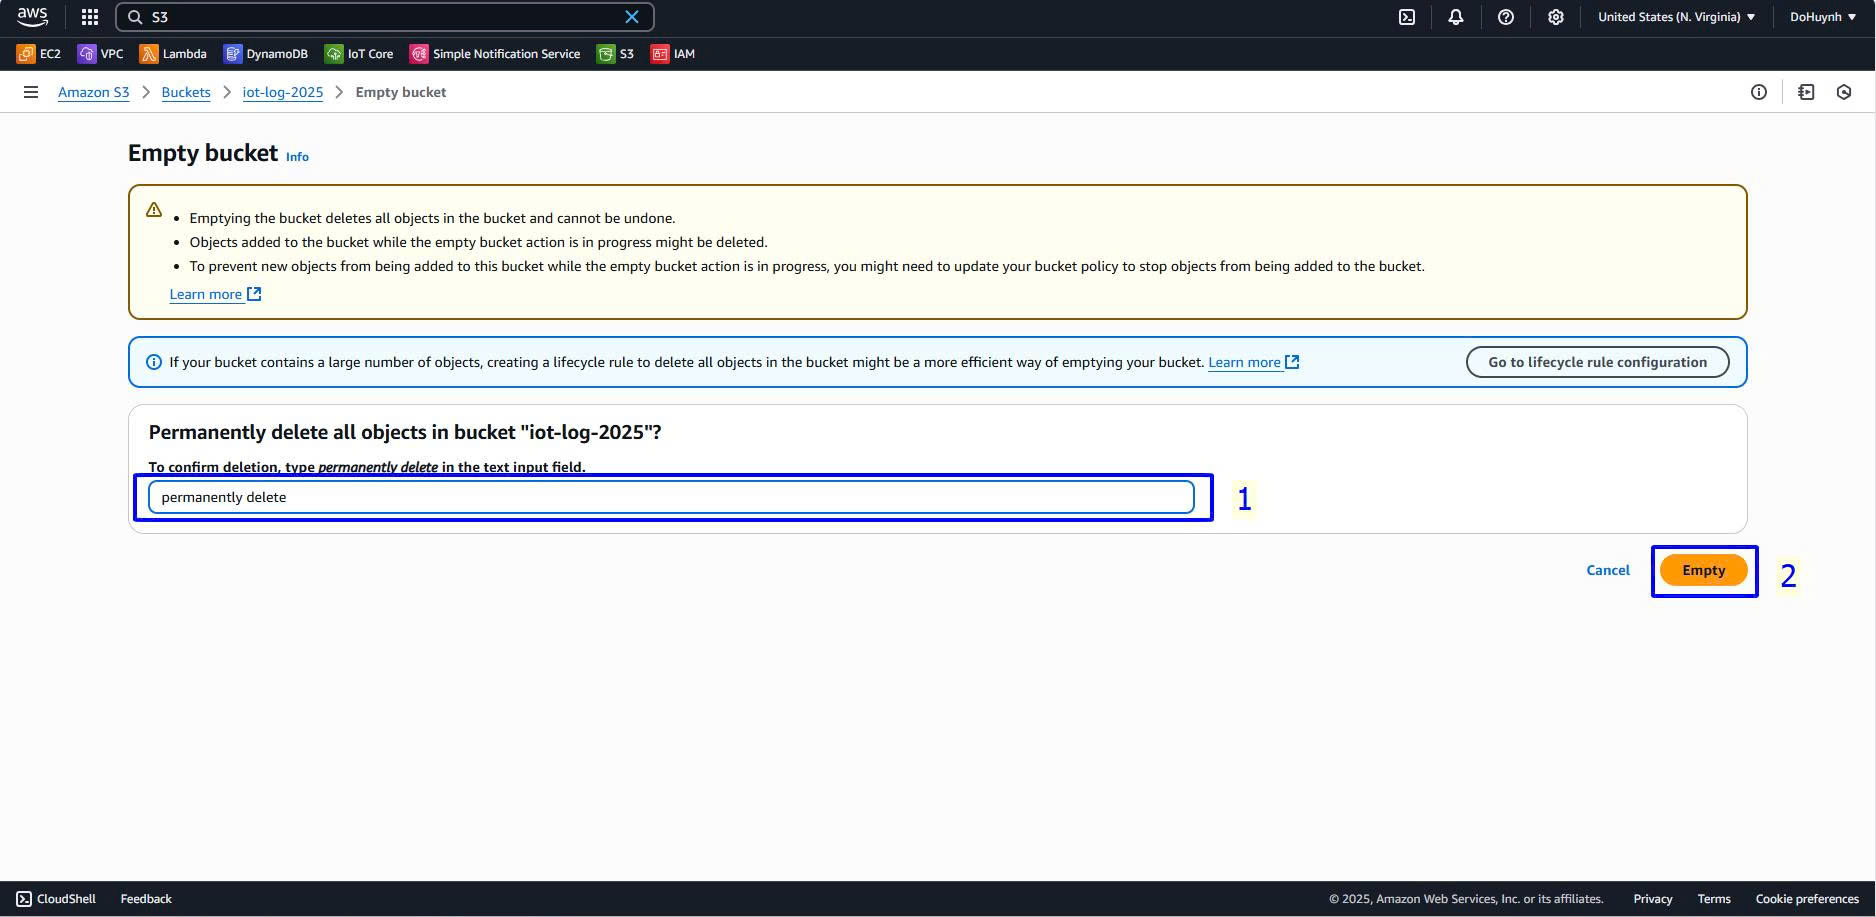 aws
S3
United States (N. Virginia)
DoHuynh
EC2
VPC
Lambda
DynamoDB
IoT Core
Simple Notification Service
S3
IAM
Amazon S3
Buckets
iot-log-2025
Empty bucket
Empty bucket Info
Emptying the bucket deletes all objects in the bucket and cannot be undone.
Objects added to the bucket while the empty bucket action is in progress might be deleted.
To prevent new objects from being added to this bucket while the empty bucket action is in progress, you might need to update your bucket policy to stop objects from being added to the bucket.
Learn more
If your bucket contains a large number of objects, creating a lifecycle rule to delete all objects in the bucket might be a more efficient way of emptying your bucket. Learn more
Go to lifecycle rule configuration
Permanently delete all objects in bucket "iot-log-2025"?
To confirm deletion, type permanently delete in the text input field.
permanently delete
1
Cancel
Empty
2
CloudShell
Feedback
© 2025, Amazon Web Services, Inc. or its affiliates.
Privacy
Terms
Cookie preferences